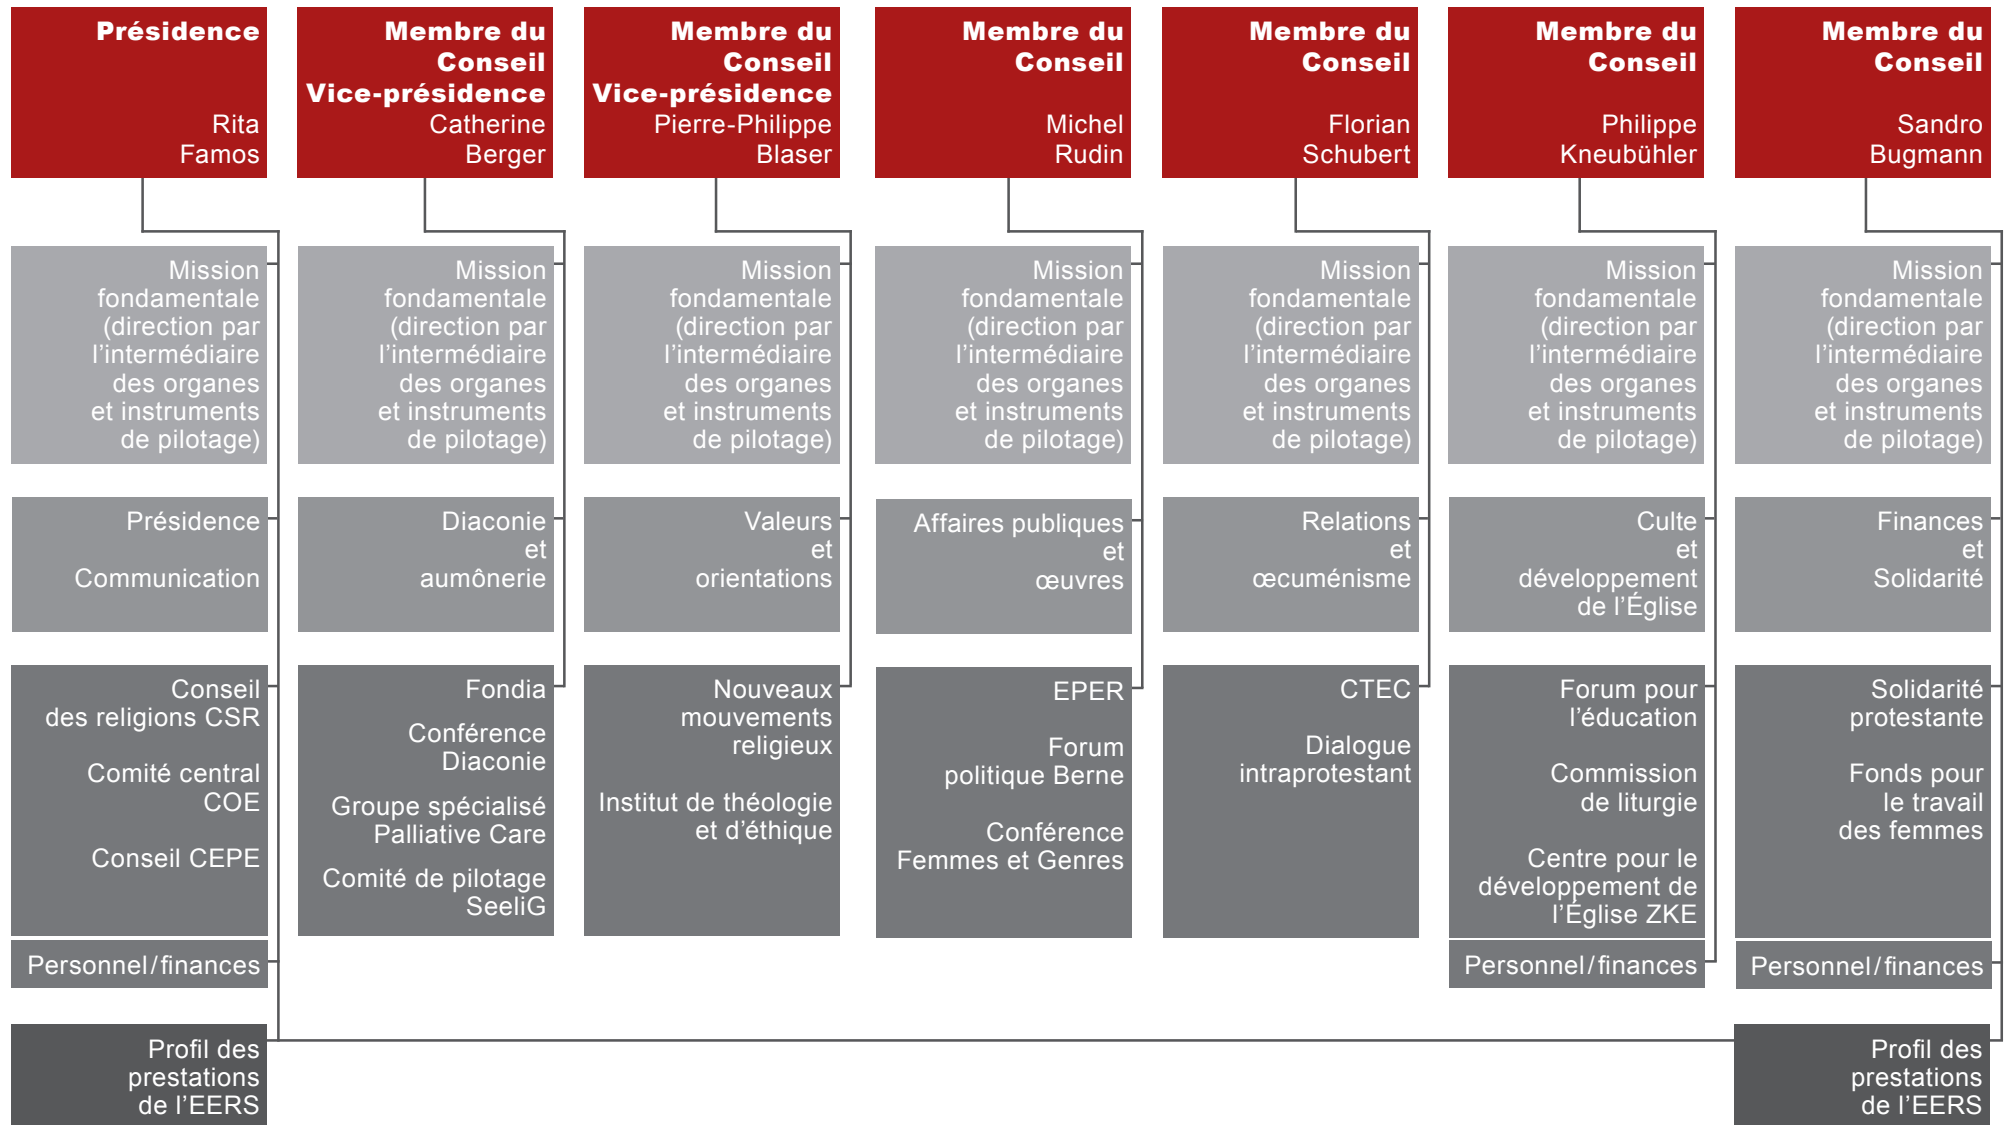 Présidence
Rita
Famos
Membre du
Conseil
Vice-présidence
Catherine
Berger
Membre du
Conseil
Vice-présidence
Pierre-Philippe
Blaser
Membre du
Conseil
Michel
Rudin
Membre du
Conseil
Florian
Schubert
Membre du
Conseil
Philippe
Kneubühler
Membre du
Conseil
Sandro
Bugmann
Mission
fondamentale
(direction par
l’intermédiaire
des organes
et instruments
de pilotage)
Mission
fondamentale
(direction par
l’intermédiaire
des organes
et instruments
de pilotage)
Mission
fondamentale
(direction par
l’intermédiaire
des organes
et instruments
de pilotage)
Mission
fondamentale
(direction par
l’intermédiaire
des organes
et instruments
de pilotage)
Mission
fondamentale
(direction par
l’intermédiaire
des organes
et instruments
de pilotage)
Mission
fondamentale
(direction par
l’intermédiaire
des organes
et instruments
de pilotage)
Mission
fondamentale
(direction par
l’intermédiaire
des organes
et instruments
de pilotage)
Présidence
Communication
Diaconie
et
aumônerie
Valeurs
et
orientations
Affaires publiques
et
œuvres
Relations
et
œcuménisme
Culte
et
développement
de l’Église
Finances
et
Solidarité
Conseil
des religions CSR
Comité central
COE
Conseil CEPE
Fondia
Conférence
Diaconie
Groupe spécialisé
Palliative Care
Comité de pilotage
SeeliG
Nouveaux
mouvements
religieux
Institut de théologie
et d’éthique
EPER
Forum
politique Berne
Conférence
Femmes et Genres
CTEC
Dialogue
intraprotestant
Forum pour
l’éducation
Commission
de liturgie
Centre pour le
développement de
l’Église ZKE
Solidarité
protestante
Fonds pour
le travail
des femmes
Personnel/finances
Personnel/finances
Personnel/finances
Profil des
prestations
de l’EERS
Profil des
prestations
de l’EERS